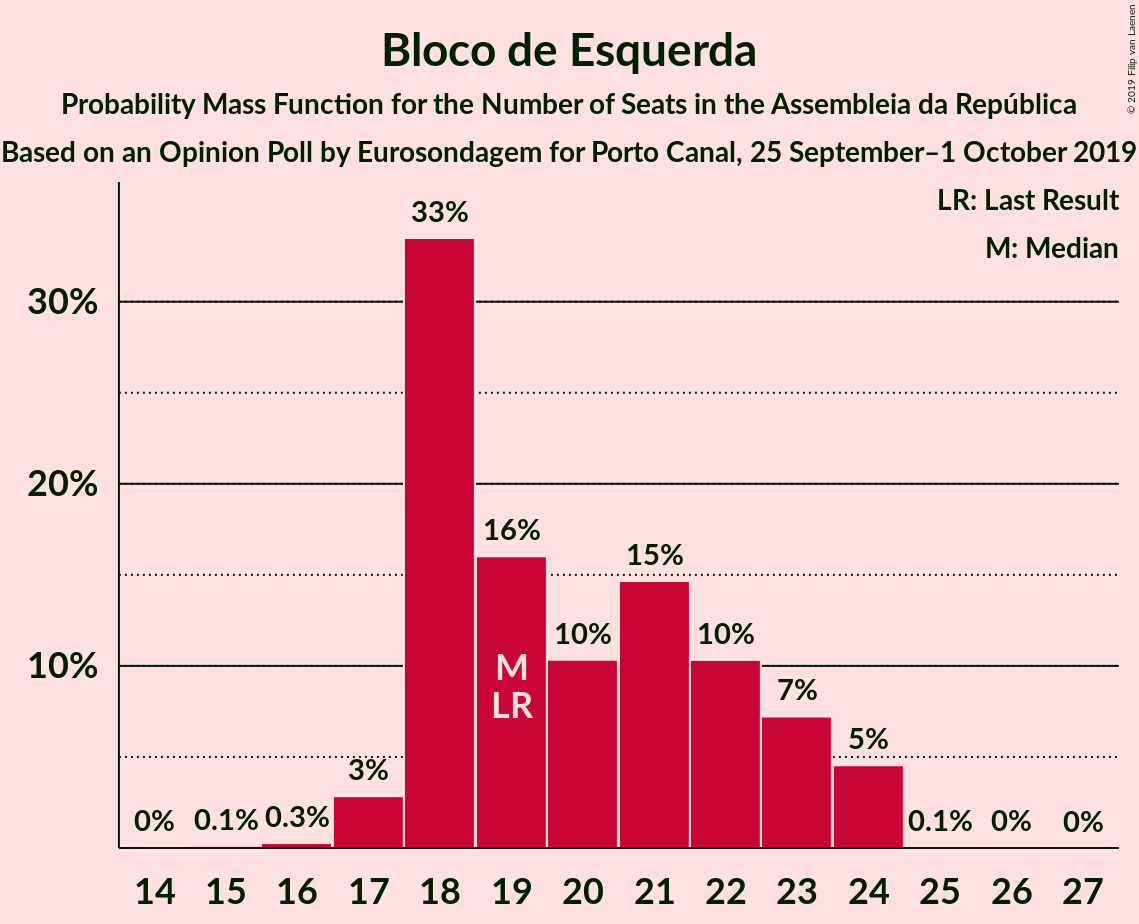 Bloco de Esquerda
Probability Mass Function for the Number of Seats in the Assembleia da República
Based on an Opinion Poll by Eurosondagem for Porto Canal, 25 September–1 October 2019
© 2019 Filip van Laenen
LR: Last Result
M: Median
30%
20%
10%
0%
0.1%
0.3%
3%
33%
16%
10%
15%
10%
7%
5%
0.1%
0%
0%
M
LR
14 15 16 17 18 19 20 21 22 23 24 25 26 27